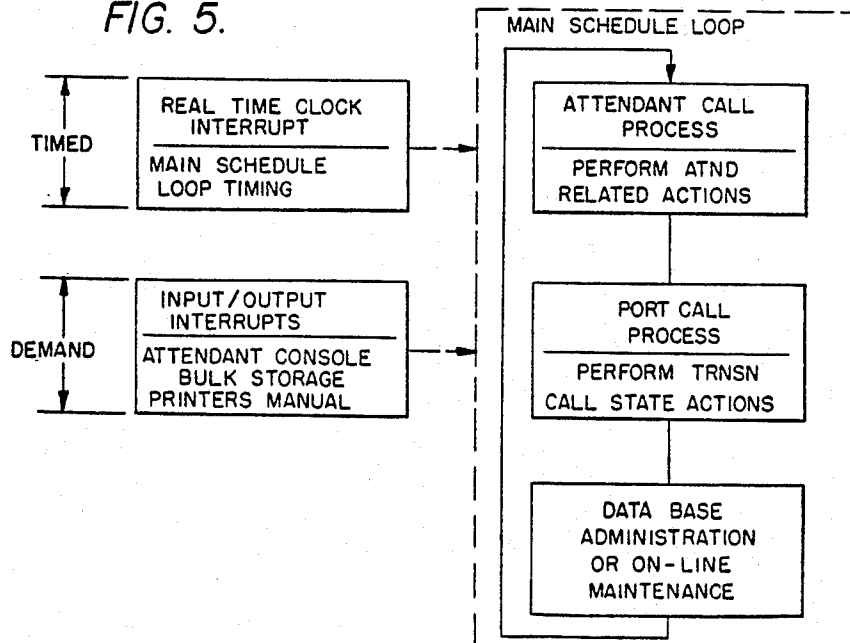 FIG. 5.
MAIN SCHEDULE LOOP
TIMED
REAL TIME CLOCK
INTERRUPT
MAIN SCHEDULE
LOOP TIMING
ATTENDANT CALL
PROCESS
PERFORM ATND
RELATED ACTIONS
DEMAND
INPUT/OUTPUT
INTERRUPTS
ATTENDANT CONSOLE
BULK STORAGE
PRINTERS MANUAL
PORT CALL
PROCESS
PERFORM TRNSN
CALL STATE ACTIONS
DATA BASE
ADMINISTRATION
OR ON-LINE
MAINTENANCE